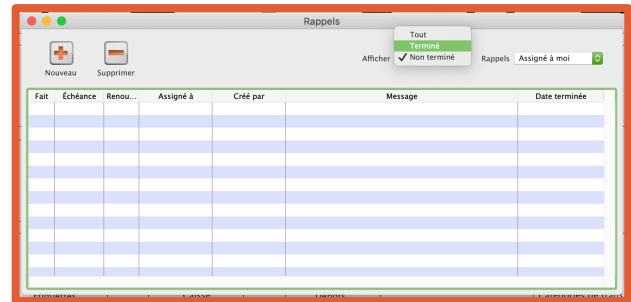 Rappels
Tout
Terminé
Afficher ✓ Non terminé Rappels Assigné à moi
Nouveau Supprimer
Fait Échéance Renou... Assigné à Créé par Message Date terminée
Caisse